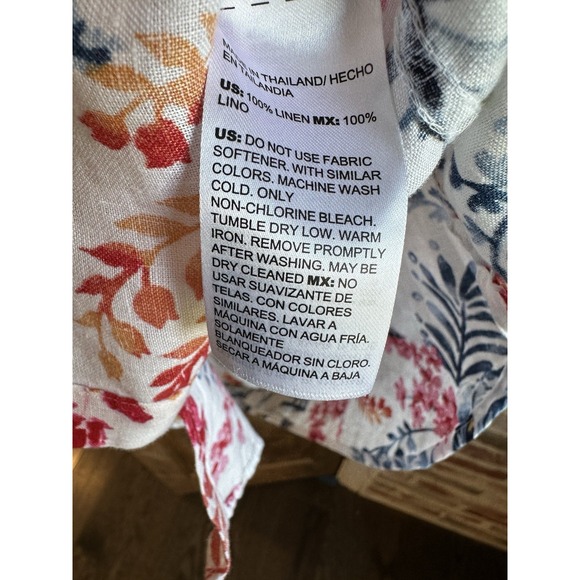 MADE IN THAILAND/ HECHO
EN TAILANDIA
US: 100% LINEN MX: 100%
LINO
US: DO NOT USE FABRIC
SOFTENER. WITH SIMILAR
COLORS. MACHINE WASH
COLD. ONLY
NON-CHLORINE BLEACH.
TUMBLE DRY LOW. WARM
IRON. REMOVE PROMPTLY
AFTER WASHING. MAY BE
DRY CLEANED MX: NO
USAR SUAVIZANTE DE
TELAS. CON COLORES
SIMILARES. LAVAR A
MÁQUINA CON AGUA FRÍA.
SOLAMENTE
BLANQUEADOR SIN CLORO.
SECAR A MÁQUINA A BAJA